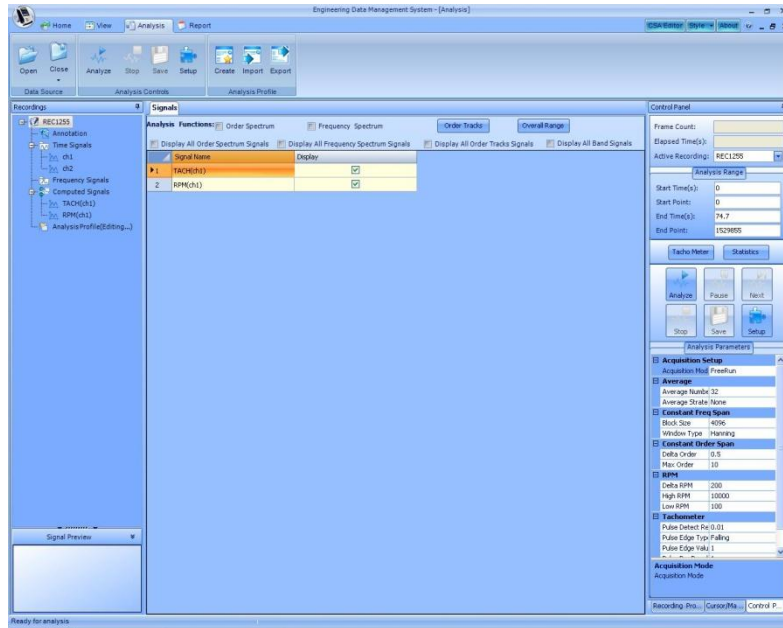 Engineering Data Management System - [Analysis]
Home View Analysis Report
CSA Editor Style About
Open Close Analyze Stop Save Setup Create Import Export
Data Source Analysis Controls Analysis Profile
Recordings
REC1255
Annotation
Time Signals
ch1
ch2
Frequency Signals
Computed Signals
TACH(ch1)
RPM(ch1)
AnalysisProfile(Editing...)
Signal Preview
Signals
Analysis Functions: Order Spectrum Frequency Spectrum Order Tracks Overall Range
Display All Order Spectrum Signals Display All Frequency Spectrum Signals Display All Order Tracks Signals Display All Band Signals
Signal Name Display
1 TACH(ch1)
2 RPM(ch1)
Control Panel
Frame Count:
Elapsed Time(s):
Active Recording: REC1255
Analysis Range
Start Time(s): 0
Start Point: 0
End Time(s): 74.7
End Point: 1529855
Tacho Meter Statistics
Analyze Pause Next
Stop Save Setup
Analysis Parameters
Acquisition Setup
Acquisition Mod FreeRun
Average
Average Numbe 32
Average Strate None
Constant Freq Span
Block Size 4096
Window Type Hanning
Constant Order Span
Delta Order 0.5
Max Order 10
RPM
Delta RPM 200
High RPM 10000
Low RPM 100
Tachometer
Pulse Detect Re 0.01
Pulse Edge Typ Falling
Pulse Edge Valu 1
Acquisition Mode
Acquisition Mode
Recording Pro... Cursor/Ma... Control P...
Ready for analysis